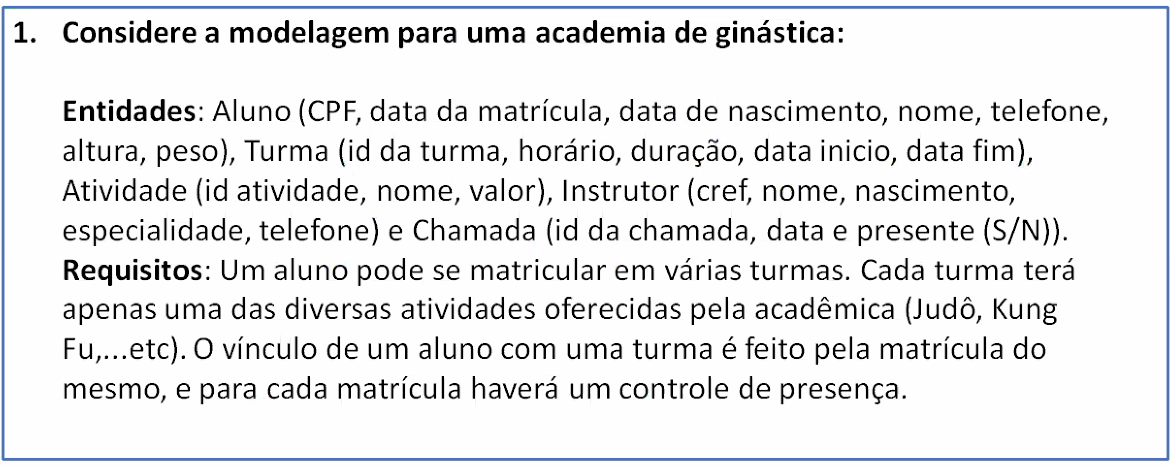 1. Considere a modelagem para uma academia de ginástica:
Entidades: Aluno (CPF, data da matrícula, data de nascimento, nome, telefone,
altura, peso), Turma (id da turma, horário, duração, data inicio, data fim),
Atividade (id atividade, nome, valor), Instrutor (cref, nome, nascimento,
especialidade, telefone) e Chamada (id da chamada, data e presente (S/N)).
Requisitos: Um aluno pode se matricular em várias turmas. Cada turma terá
apenas uma das diversas atividades oferecidas pela acadêmica (Judô, Kung
Fu,...etc). O vínculo de um aluno com uma turma é feito pela matrícula do
mesmo, e para cada matrícula haverá um controle de presença.